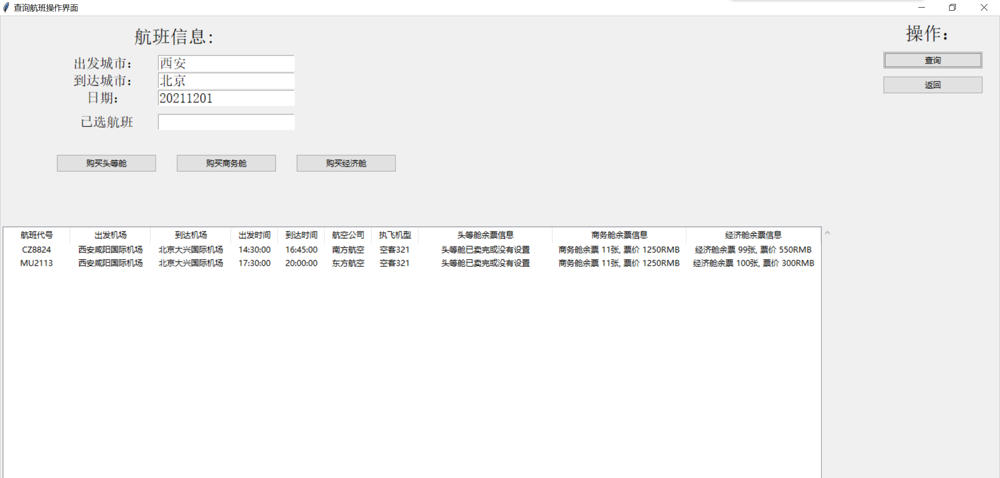 查询航班操作界面
航班信息:
操作:
出发城市: 西安
查询
到达城市: 北京
返回
日期: 20211201
已选航班
购买头等舱 购买商务舱 购买经济舱
航班代号 出发机场 到达机场 出发时间 到达时间 航空公司 执飞机型 头等舱余票信息 商务舱余票信息 经济舱余票信息
CZ8824 西安咸阳国际机场 北京大兴国际机场 14:30:00 16:45:00 南方航空 空客321 头等舱已卖完或没有设置 商务舱余票 11张, 票价 1250RMB 经济舱余票 99张, 票价 550RMB
MU2113 西安咸阳国际机场 北京大兴国际机场 17:30:00 20:00:00 东方航空 空客321 头等舱已卖完或没有设置 商务舱余票 11张, 票价 1250RMB 经济舱余票 100张, 票价 300RMB